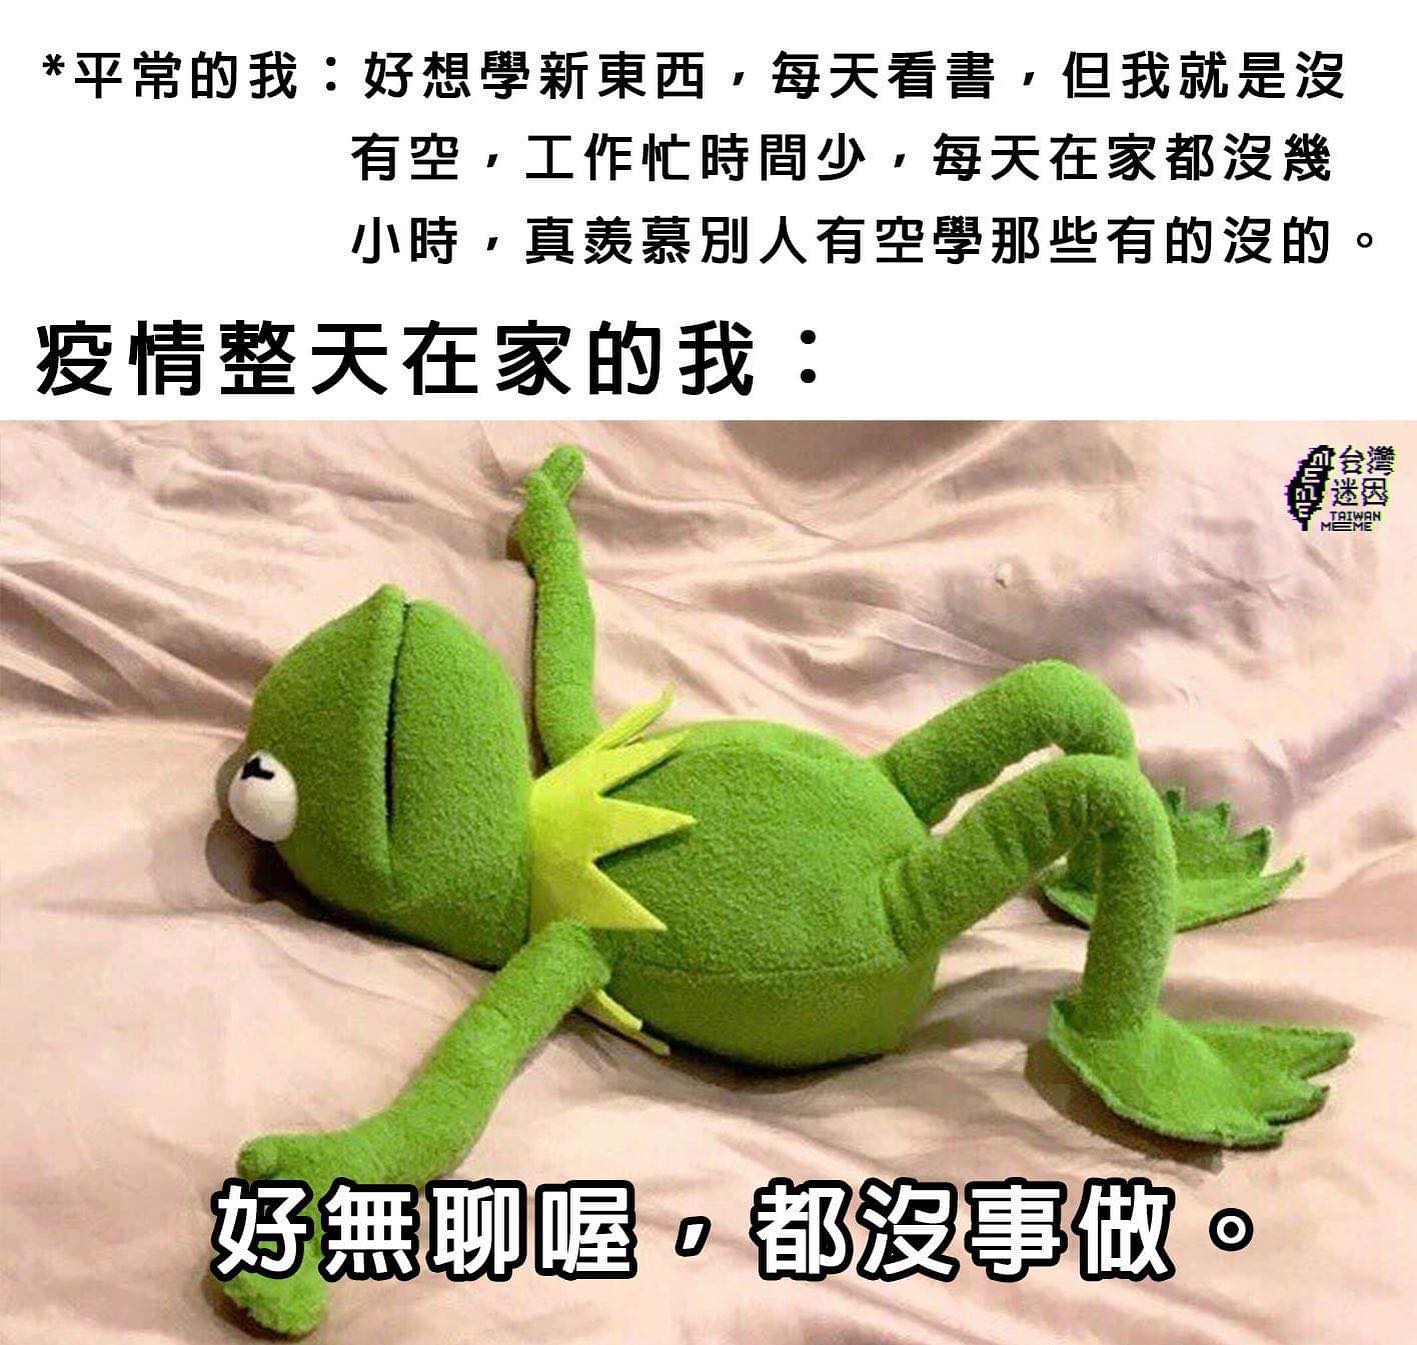 *平常的我：好想學新東西，每天看書，但我就是沒
有空，工作忙時間少，每天在家都沒幾
小時，真羨慕別人有空學那些有的沒的。
疫情整天在家的我：
台灣
迷因
TAIWAN
MEME
好無聊喔，都沒事做。